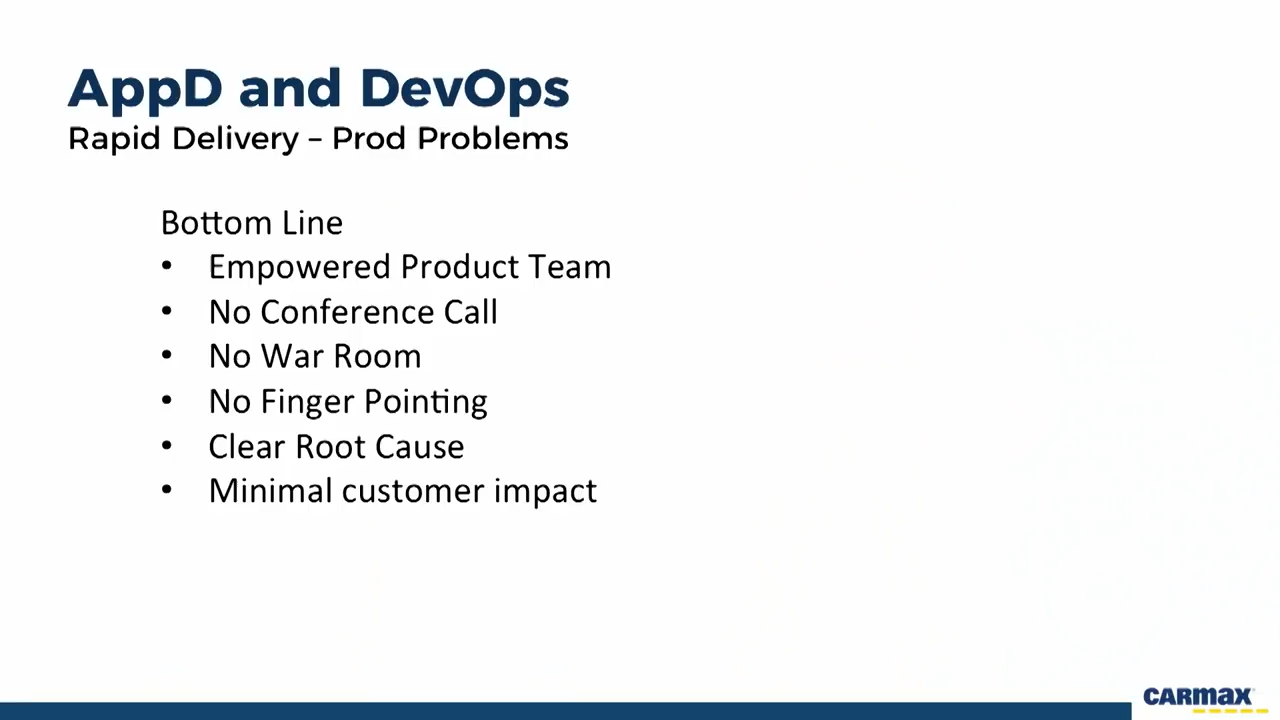 AppD and DevOps
Rapid Delivery – Prod Problems
Bottom Line
• Empowered Product Team
• No Conference Call
• No War Room
• No Finger Pointing
• Clear Root Cause
• Minimal customer impact
CARMAX